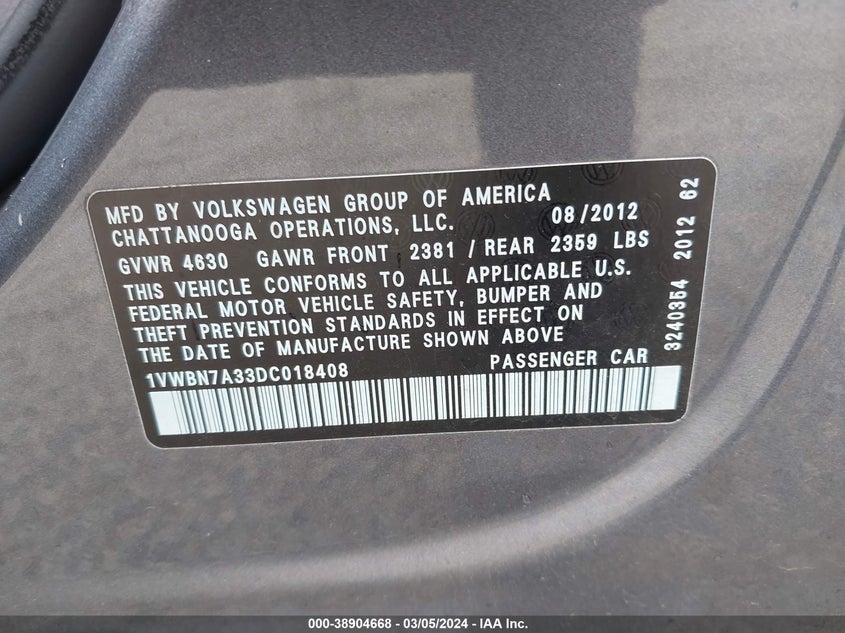 MFD BY VOLKSWAGEN GROUP OF AMERICA
CHATTANOOGA OPERATIONS, LLC. 08/2012
GVWR 4630 GAWR FRONT 2381 / REAR 2359 LBS
THIS VEHICLE CONFORMS TO ALL APPLICABLE U.S.
FEDERAL MOTOR VEHICLE SAFETY, BUMPER AND
THEFT PREVENTION STANDARDS IN EFFECT ON
THE DATE OF MANUFACTURE SHOWN ABOVE
1VWBN7A33DC018408 PASSENGER CAR
3240354 2012 62
000-38904668 - 03/05/2024 - IAA Inc.